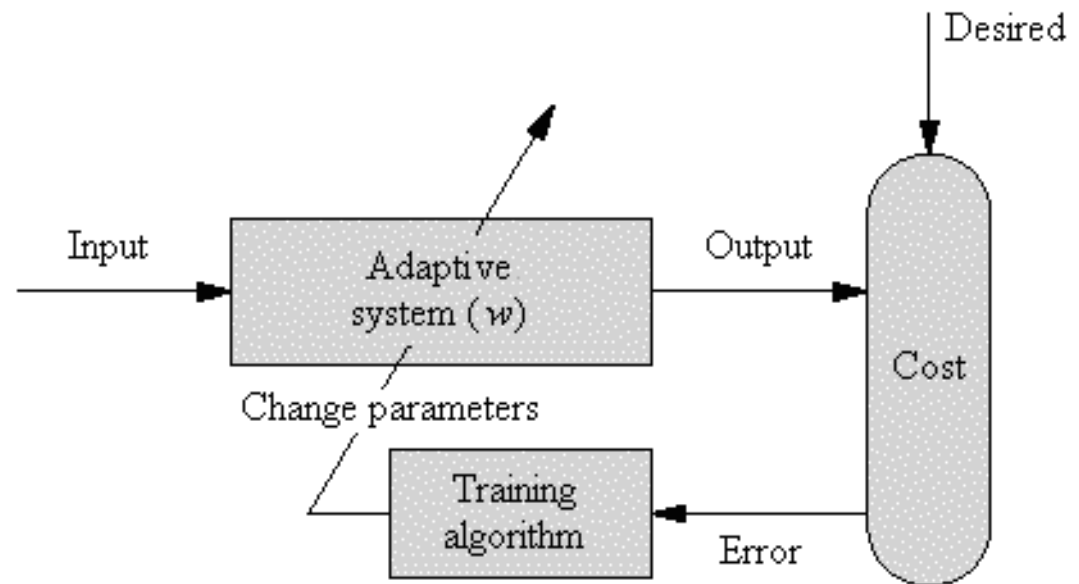 Desired
Input
Adaptive
system (w)
Output
Cost
Change parameters
Training
algorithm
Error